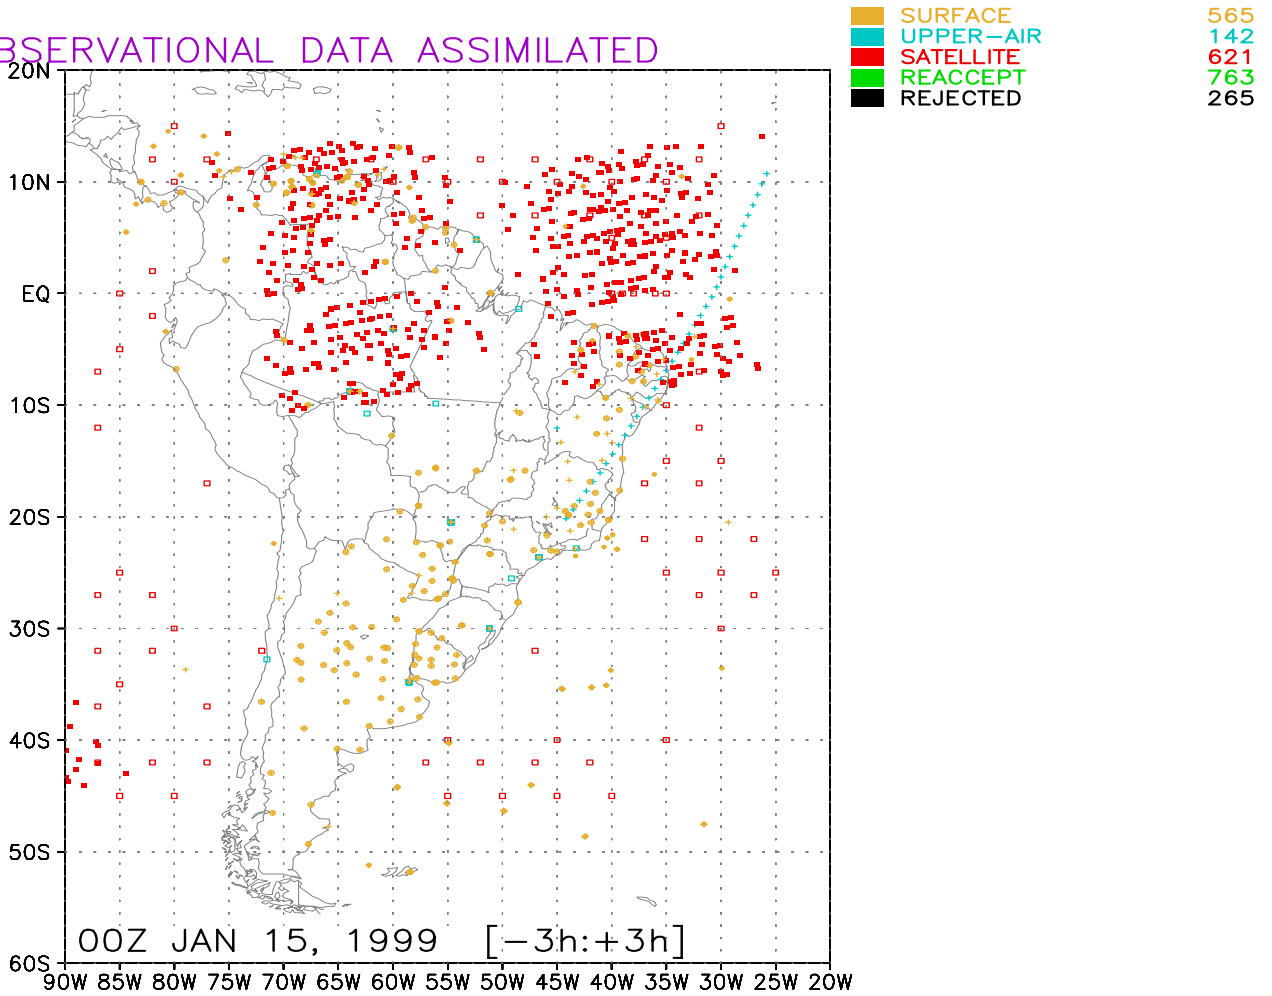 SURFACE 565
UPPER-AIR 142
SATELLITE 621
REACCEPT 763
REJECTED 265
BSERVATIONAL DATA ASSIMILATED
20N
10N
EQ
10S
20S
30S
40S
50S
60S
00Z JAN 15, 1999 [-3h:+3h]
90W 85W 80W 75W 70W 65W 60W 55W 50W 45W 40W 35W 30W 25W 20W